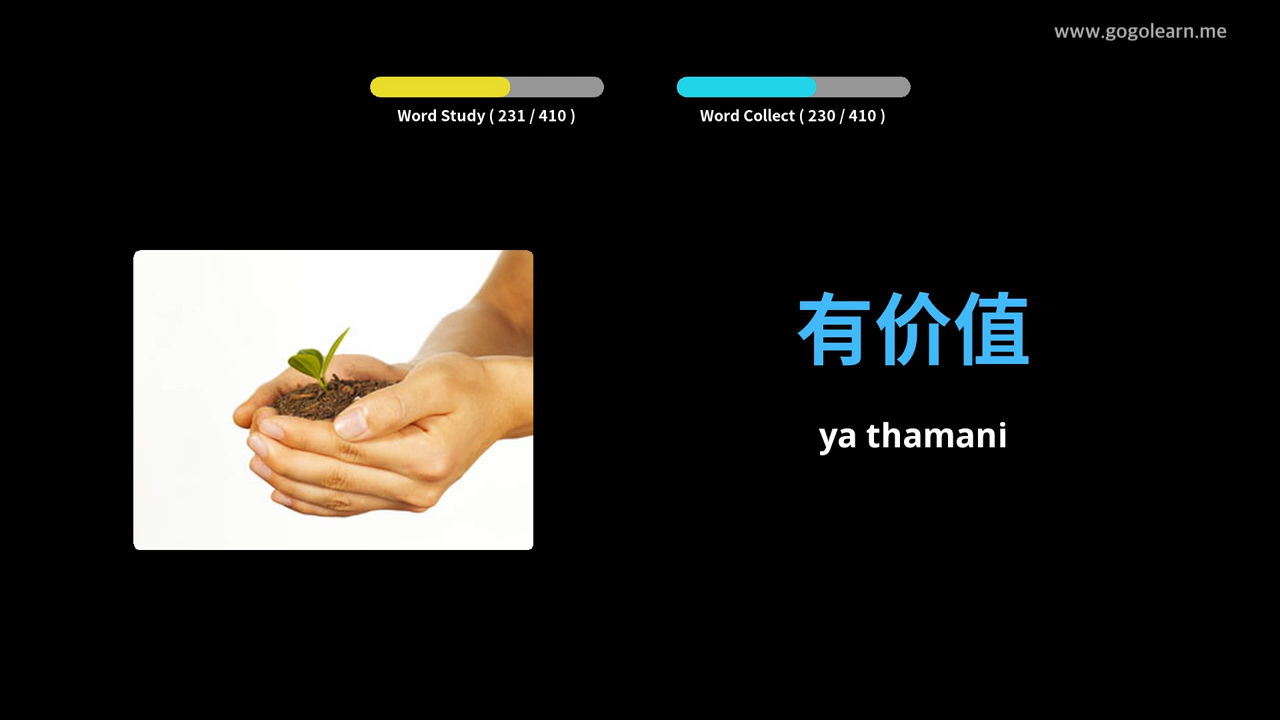 www.gogolearn.me
Word Study ( 231 / 410 )
Word Collect ( 230 / 410 )
有价值
ya thamani